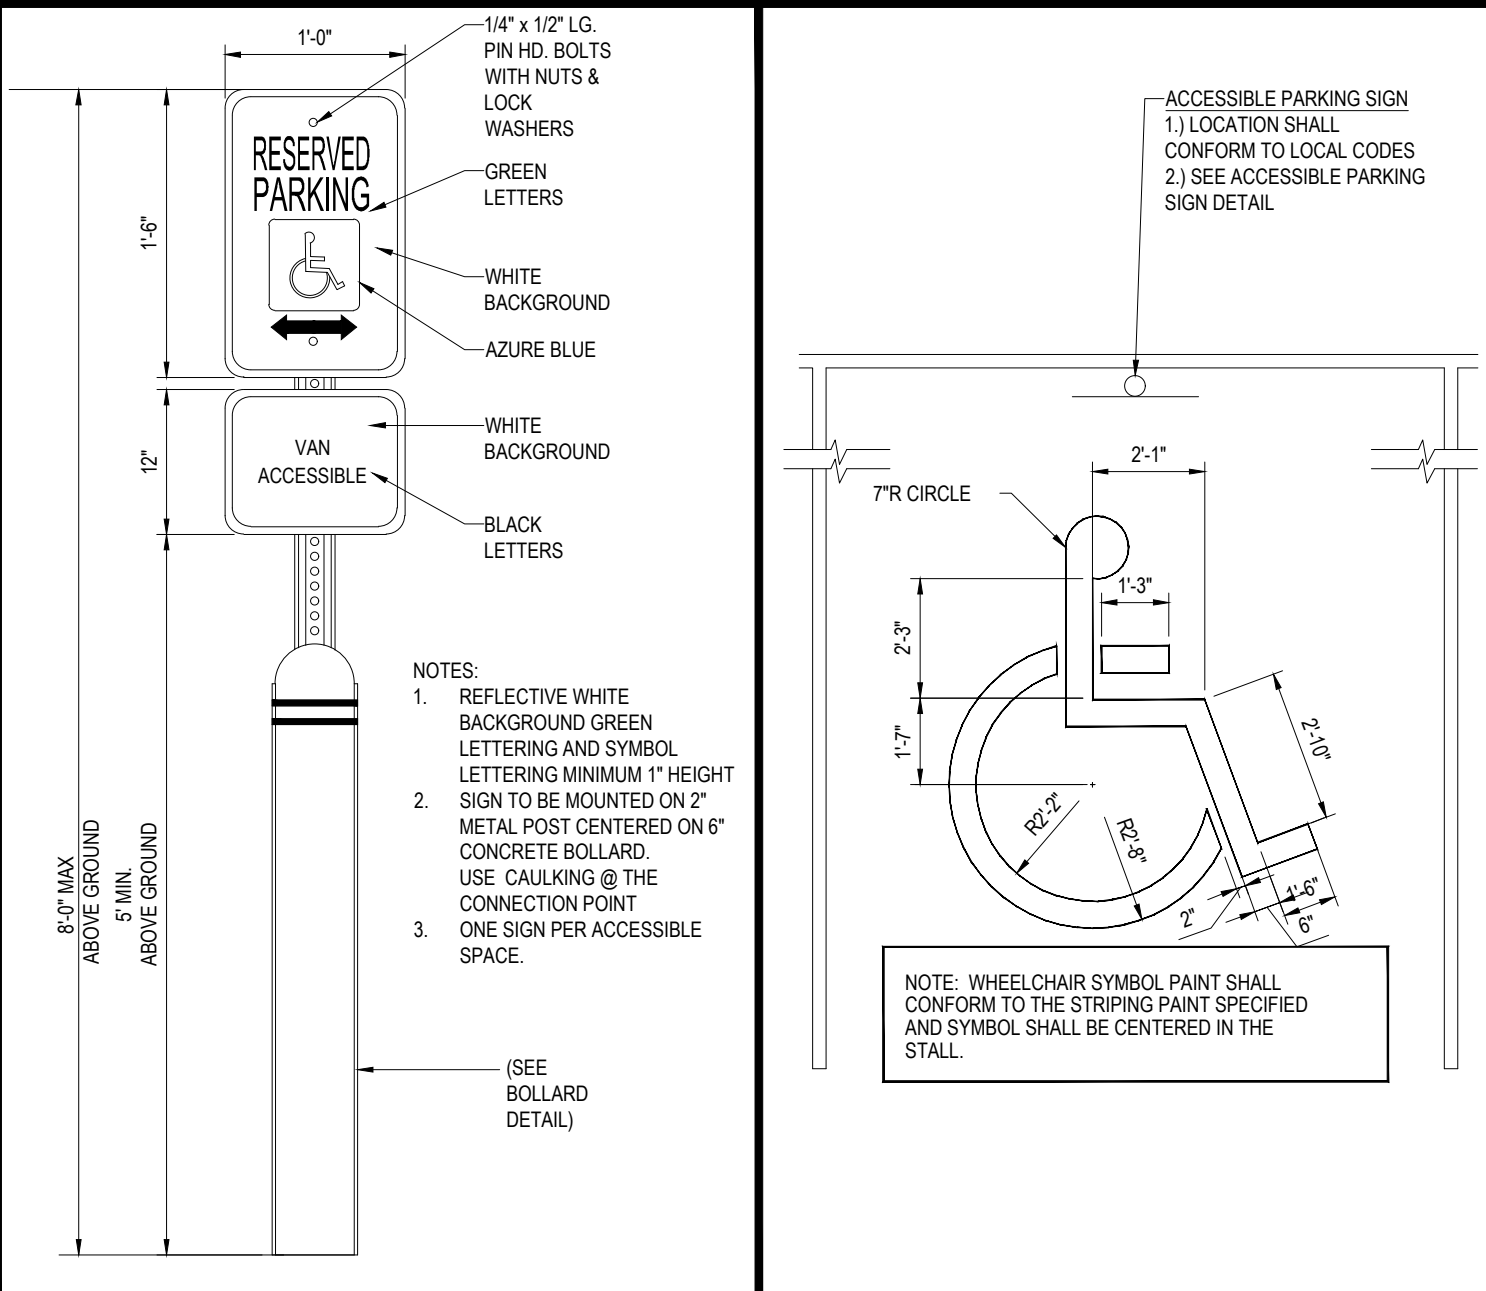 1'-0"
1/4" x 1/2" LG.
PIN HD. BOLTS
WITH NUTS &
LOCK
WASHERS
RESERVED
PARKING
GREEN
LETTERS
1'-6"
WHITE
BACKGROUND
AZURE BLUE
12"
VAN
ACCESSIBLE
WHITE
BACKGROUND
BLACK
LETTERS
NOTES:
1. REFLECTIVE WHITE
BACKGROUND GREEN
LETTERING AND SYMBOL
LETTERING MINIMUM 1" HEIGHT
2. SIGN TO BE MOUNTED ON 2"
METAL POST CENTERED ON 6"
CONCRETE BOLLARD.
USE CAULKING @ THE
CONNECTION POINT
3. ONE SIGN PER ACCESSIBLE
SPACE.
8'-0" MAX
ABOVE GROUND
5' MIN.
ABOVE GROUND
(SEE
BOLLARD
DETAIL)
ACCESSIBLE PARKING SIGN
1.) LOCATION SHALL
CONFORM TO LOCAL CODES
2.) SEE ACCESSIBLE PARKING
SIGN DETAIL
2'-1"
7"R CIRCLE
1'-3"
2'-3"
1'-7"
2'-10"
R2'-2"
R2'-8"
2"
1'-6"
6"
NOTE: WHEELCHAIR SYMBOL PAINT SHALL
CONFORM TO THE STRIPING PAINT SPECIFIED
AND SYMBOL SHALL BE CENTERED IN THE
STALL.